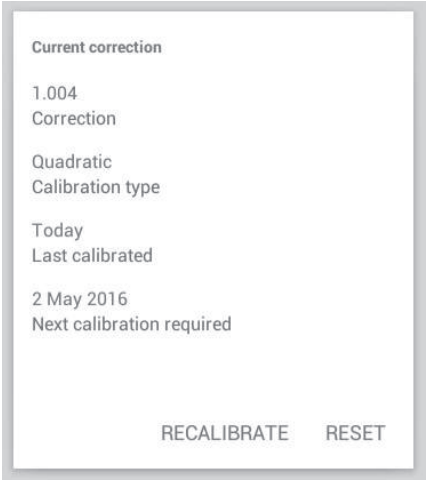 Current correction
1.004
Correction
Quadratic
Calibration type
Today
Last calibrated
2 May 2016
Next calibration required
RECALIBRATE RESET